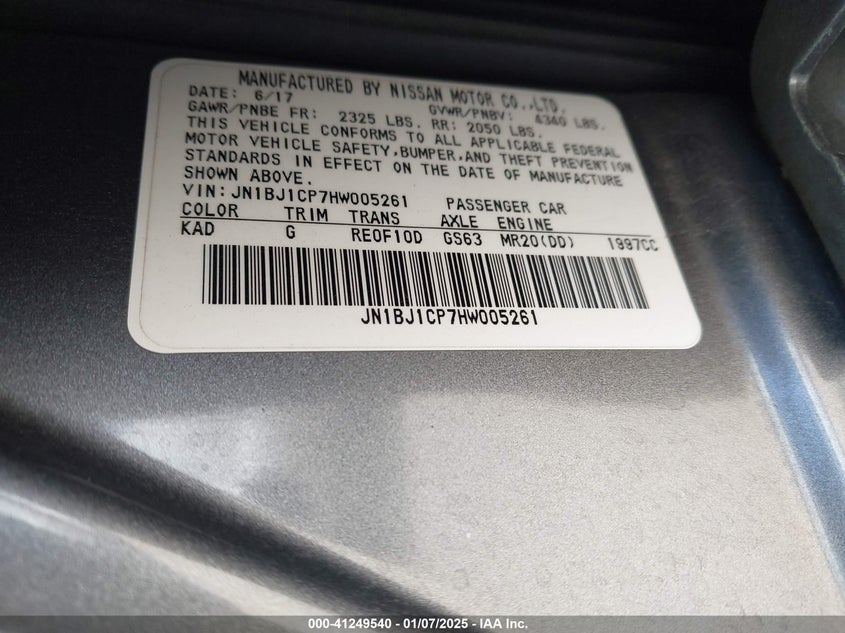 MANUFACTURED BY NISSAN MOTOR CO.,LTD.
DATE: 6/17 GVWR/PNBV: 4340 LBS.
GAWR/PNBE FR: 2325 LBS. RR: 2050 LBS.
THIS VEHICLE CONFORMS TO ALL APPLICABLE FEDERAL
MOTOR VEHICLE SAFETY,BUMPER,AND THEFT PREVENTION
STANDARDS IN EFFECT ON THE DATE OF MANUFACTURE
SHOWN ABOVE.
VIN:JN1BJ1CP7HW005261 PASSENGER CAR
COLOR TRIM TRANS AXLE ENGINE
KAD G RE0F10D GS63 MR20(DD) 1997CC
JN1BJ1CP7HW005261
000-41249540 - 01/07/2025 - IAA Inc.